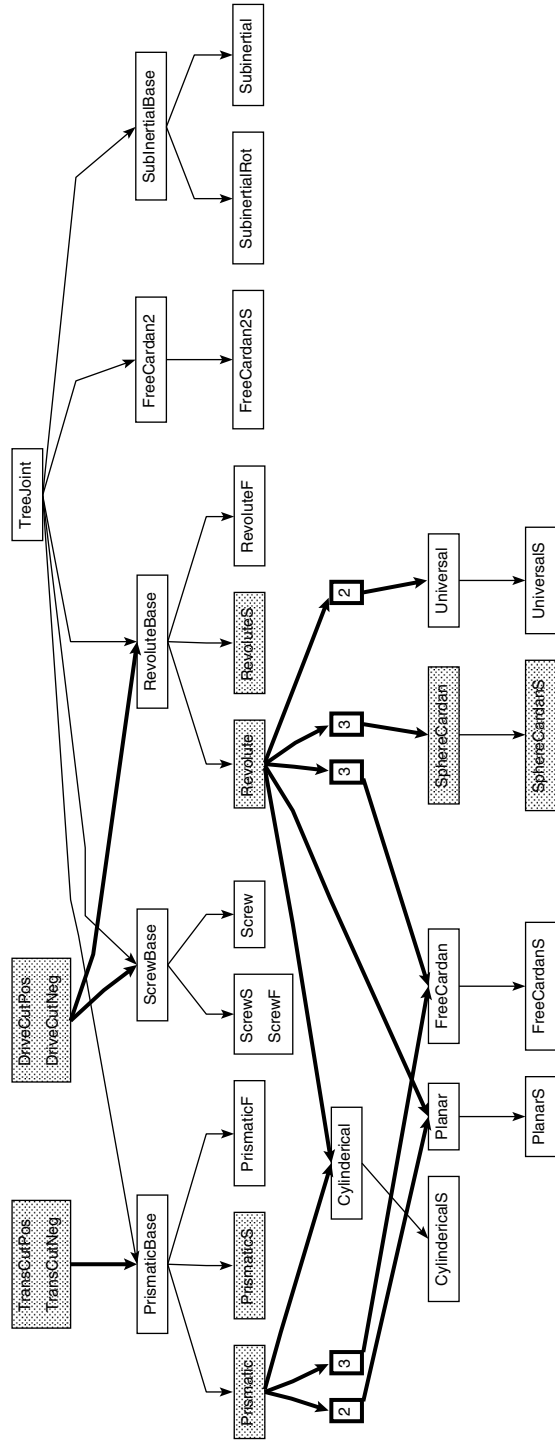 TreeJoint
TransCutPos
TransCutNeg
DriveCutPos
DriveCutNeg
PrismaticBase
ScrewBase
RevoluteBase
FreeCardan2
SubInertialBase
Prismatic
PrismaticS
PrismaticF
ScrewS
ScrewF
Screw
Revolute
RevoluteS
RevoluteF
FreeCardan2S
SubinertialRot
Subinertial
2
3
Cylinderical
3
3
2
CylindericalS
Planar
FreeCardan
SphereCardan
Universal
PlanarS
FreeCardanS
SphereCardanS
UniversalS